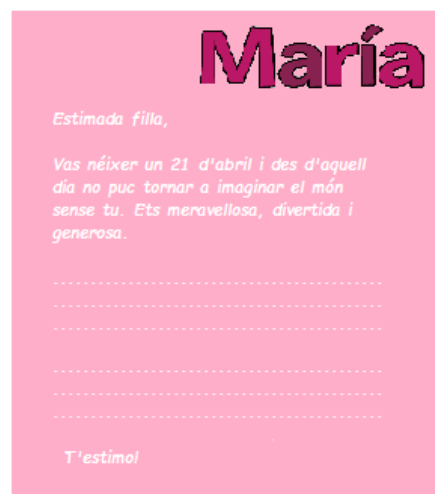 María
Estimada filla,
Vas néixer un 21 d'abril i des d'aquell
dia no puc tornar a imaginar el món
sense tu. Ets meravellosa, divertida i
generosa.
T'estimo!